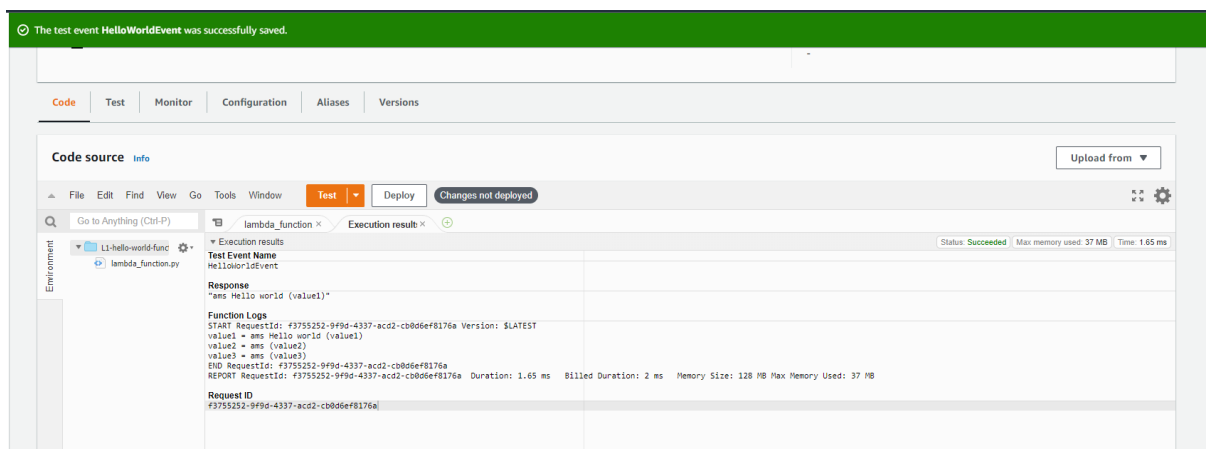 The test event HelloWorldEvent was successfully saved.
-
Code Test Monitor Configuration Aliases Versions
Code source Info
Upload from
File Edit Find View Go Tools Window Test Deploy Changes not deployed
Go to Anything (Ctrl-P)
lambda_function × Execution results ×
Environment
L1-hello-world-func
lambda_function.py
Execution results
Status: Succeeded Max memory used: 37 MB Time: 1.65 ms
Test Event Name
HelloWorldEvent
Response
"ams Hello world (value1)"
Function Logs
START RequestId: f3755252-9f9d-4337-acd2-cb0d6ef8176a Version: $LATEST
value1 = ams Hello world (value1)
value2 = ams (value2)
value3 = ams (value3)
END RequestId: f3755252-9f9d-4337-acd2-cb0d6ef8176a
REPORT RequestId: f3755252-9f9d-4337-acd2-cb0d6ef8176a Duration: 1.65 ms Billed Duration: 2 ms Memory Size: 128 MB Max Memory Used: 37 MB
Request ID
f3755252-9f9d-4337-acd2-cb0d6ef8176a